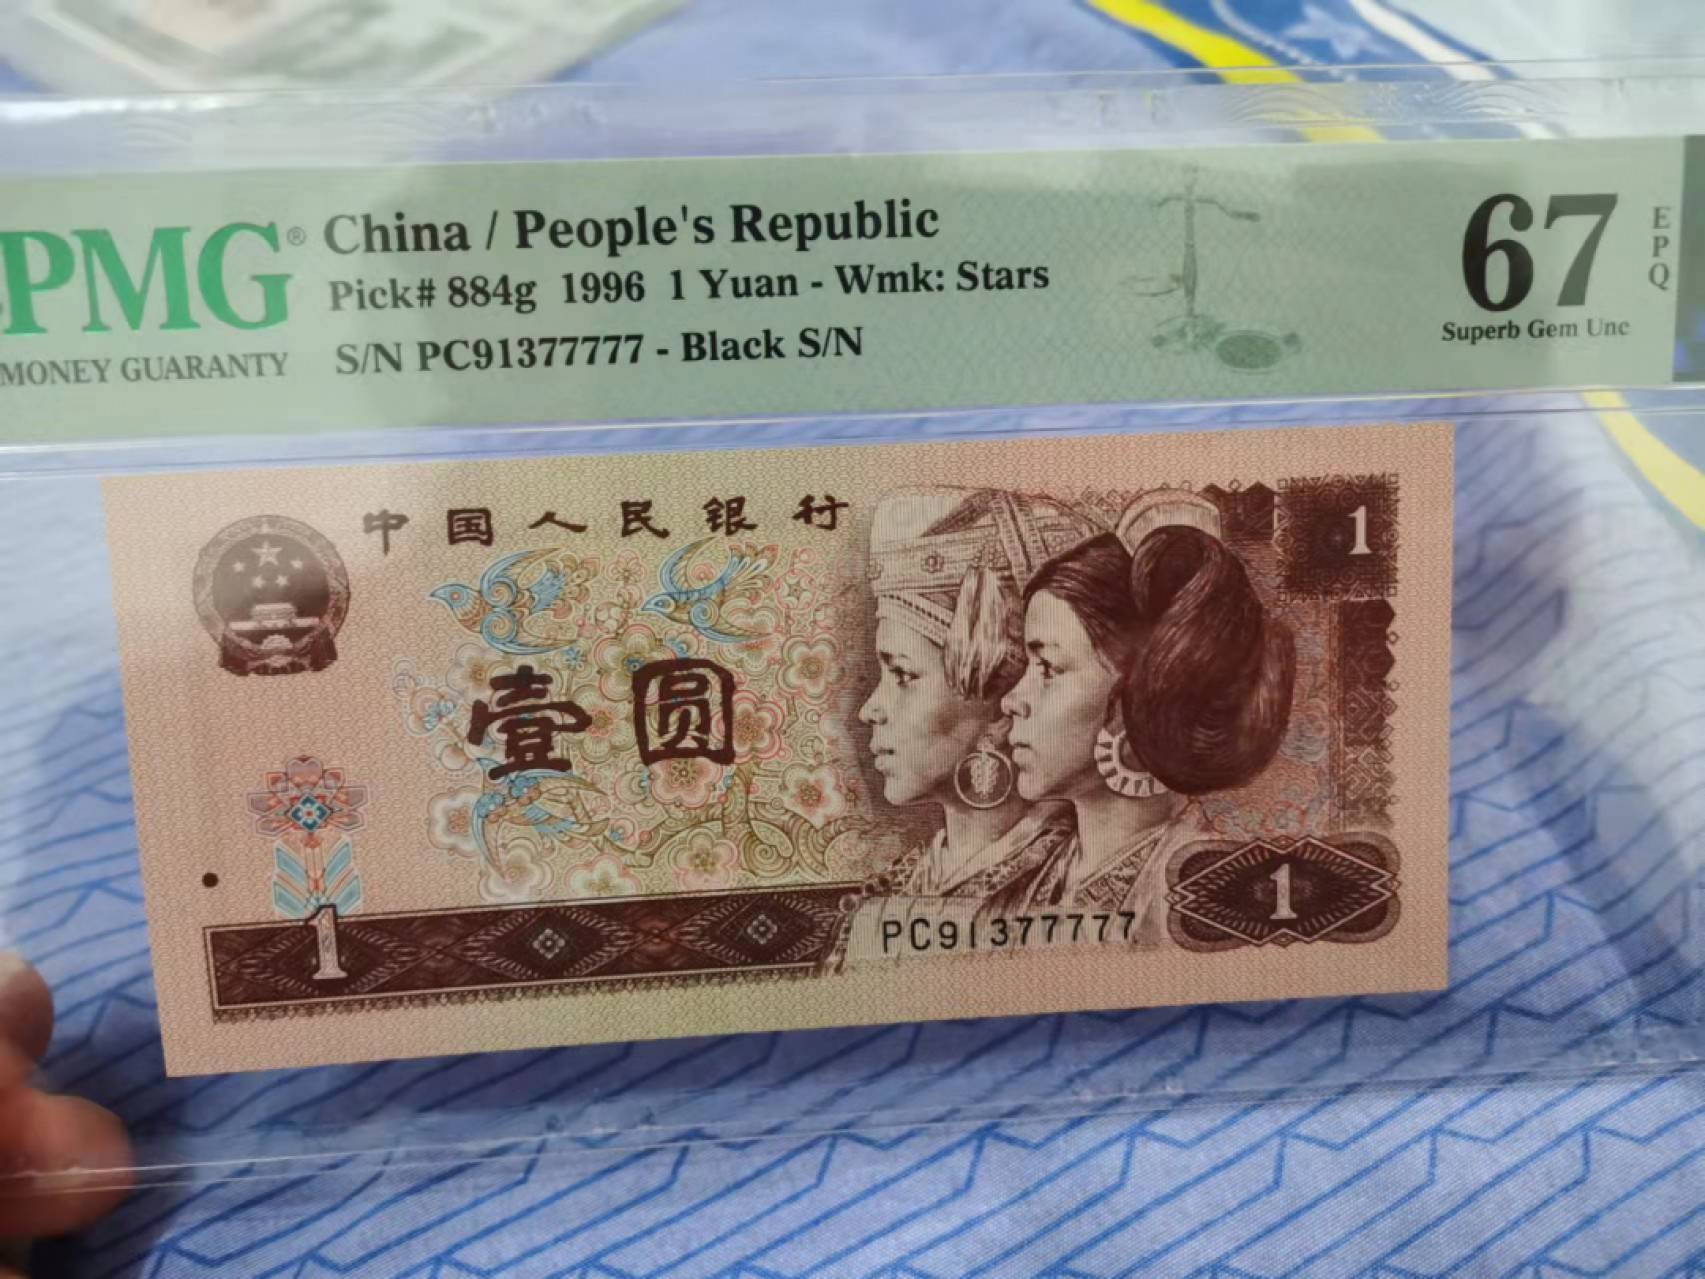 PMG®
MONEY GUARANTY
China / People's Republic
Pick# 884g 1996 1 Yuan - Wmk: Stars
S/N PC91377777 - Black S/N
67
EPQ
Superb Gem Unc
中国人民银行
1
壹圆
1
PC91377777
1